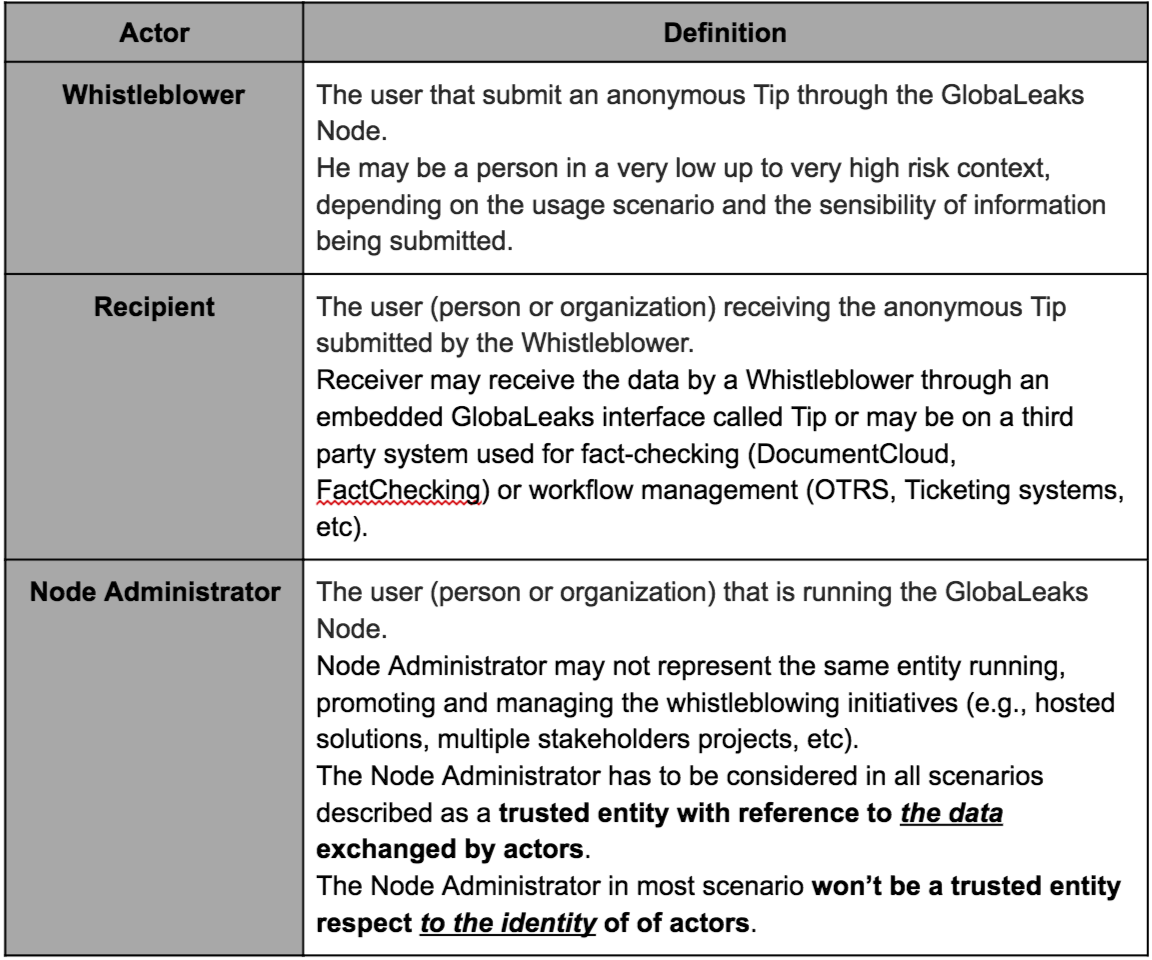 Actor
Definition
Whistleblower
The user that submit an anonymous Tip through the GlobaLeaks
Node.
He may be a person in a very low up to very high risk context,
depending on the usage scenario and the sensibility of information
being submitted.
Recipient
The user (person or organization) receiving the anonymous Tip
submitted by the Whistleblower.
Receiver may receive the data by a Whistleblower through an
embedded GlobaLeaks interface called Tip or may be on a third
party system used for fact-checking (DocumentCloud,
FactChecking) or workflow management (OTRS, Ticketing systems,
etc).
Node Administrator
The user (person or organization) that is running the GlobaLeaks
Node.
Node Administrator may not represent the same entity running,
promoting and managing the whistleblowing initiatives (e.g., hosted
solutions, multiple stakeholders projects, etc).
The Node Administrator has to be considered in all scenarios
described as a trusted entity with reference to the data
exchanged by actors.
The Node Administrator in most scenario won’t be a trusted entity
respect to the identity of of actors.